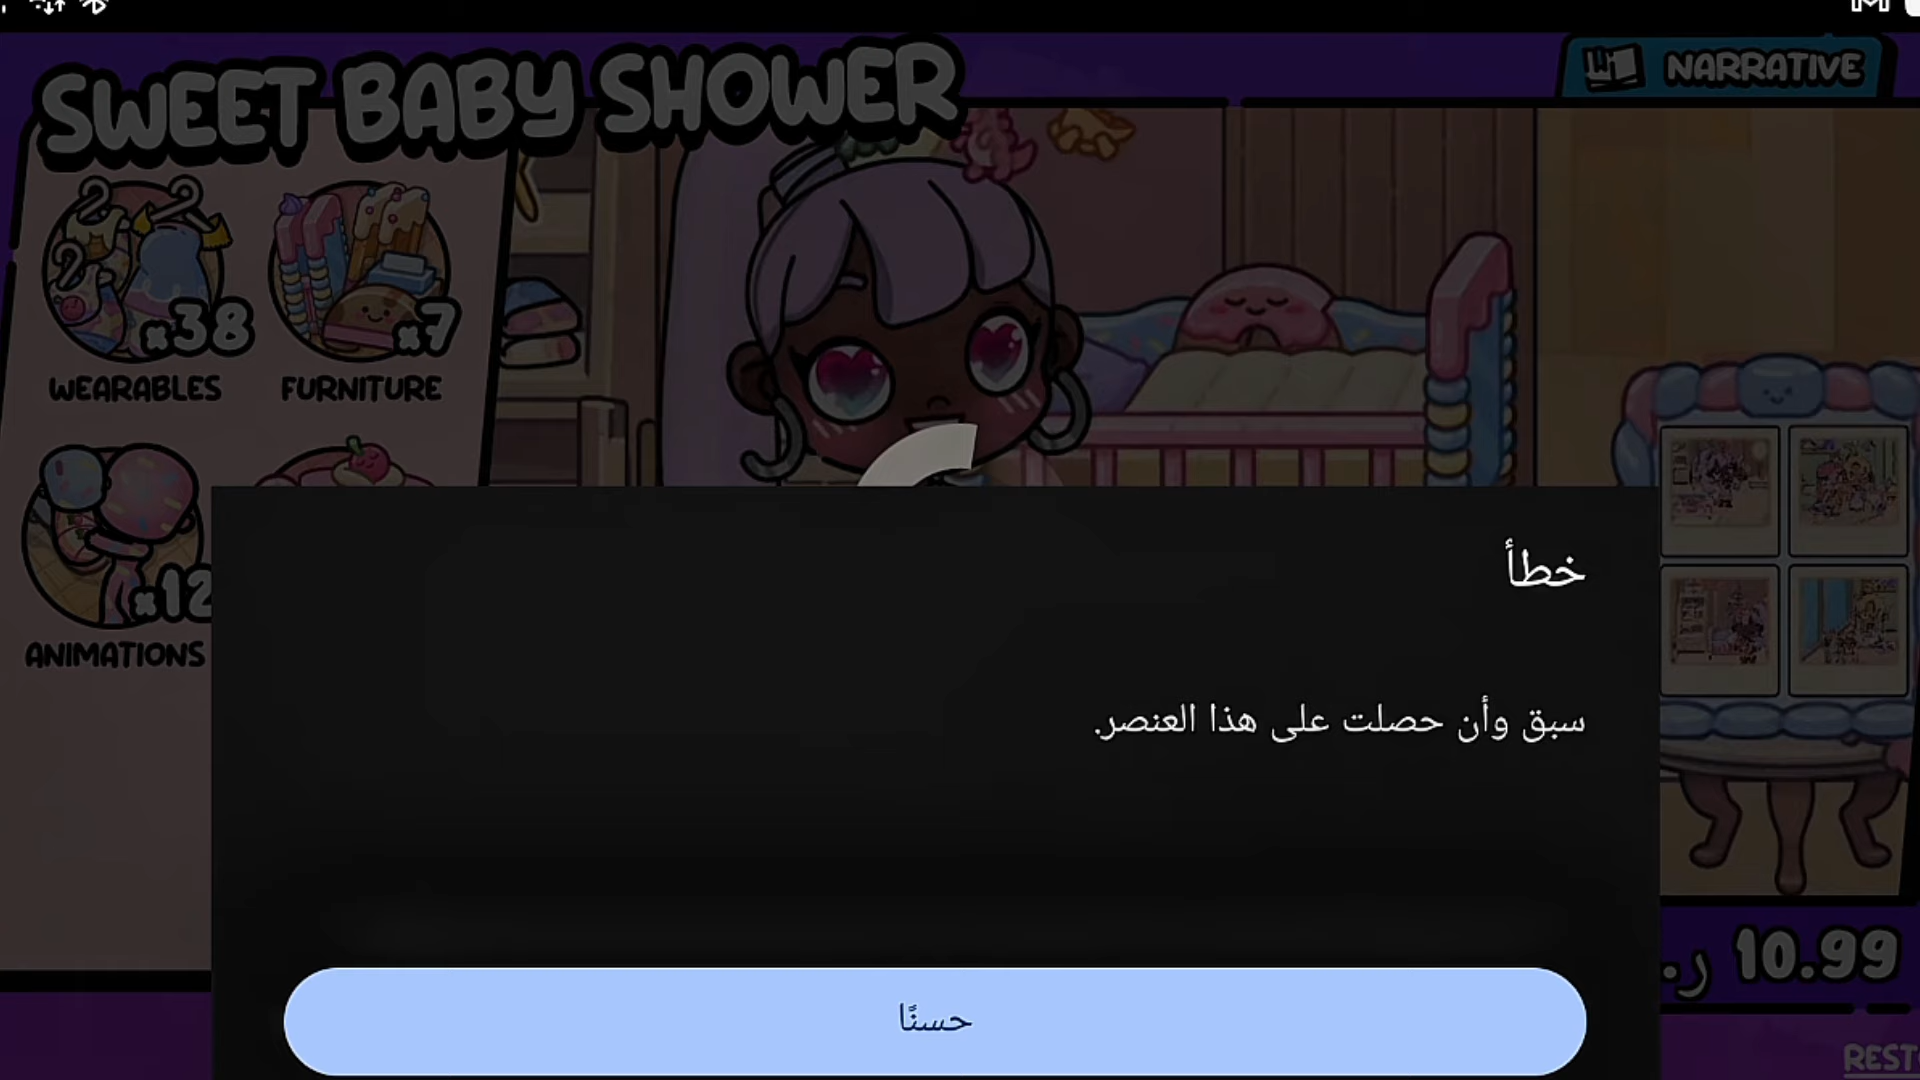 SWEET BABY SHOWER
NARRATIVE
x38
x7
WEARABLES
FURNITURE
x12
ANIMATIONS
خطأ
سبق وأن حصلت على هذا العنصر.
حسنًا
10.99 ر.